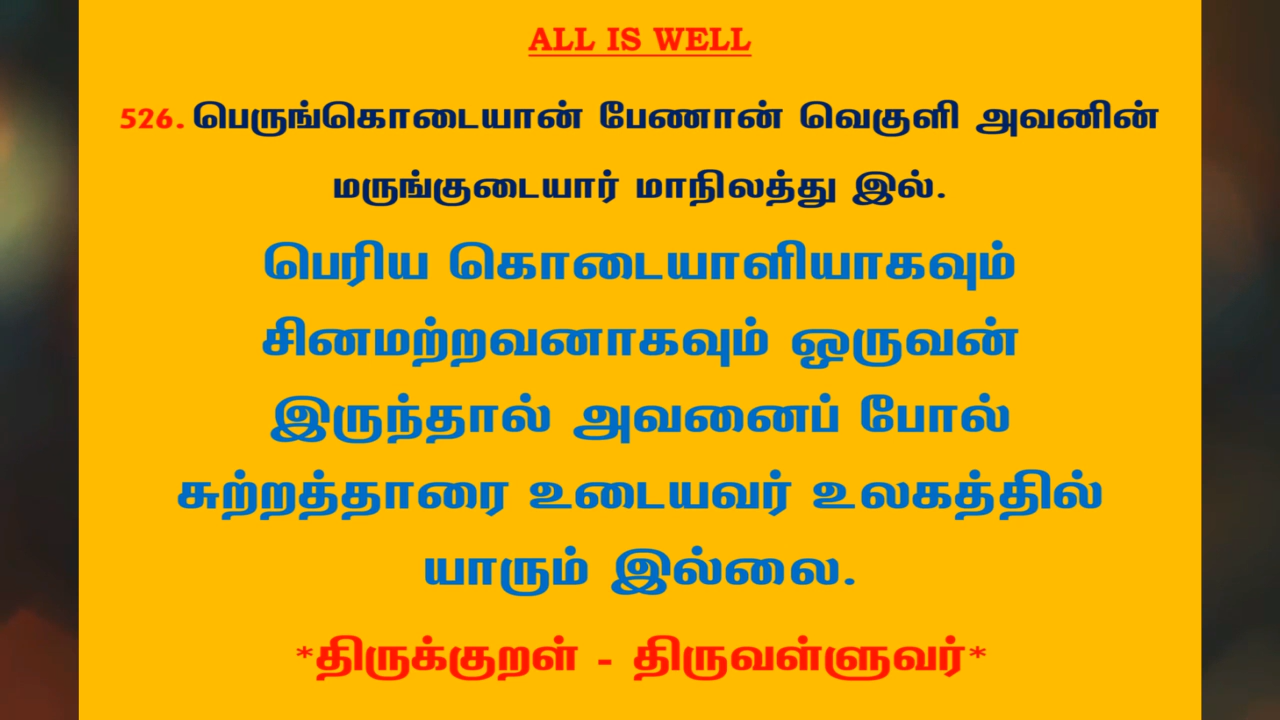 ALL IS WELL
526. பெருங்கொடையான் பேணான் வெகுளி அவனின்
மருங்குடையார் மாநிலத்து இல்.
பெரிய கொடையாளியாகவும்
சினமற்றவனாகவும் ஒருவன்
இருந்தால் அவனைப் போல்
சுற்றத்தாரை உடையவர் உலகத்தில்
யாரும் இல்லை.
*திருக்குறள் - திருவள்ளுவர்*